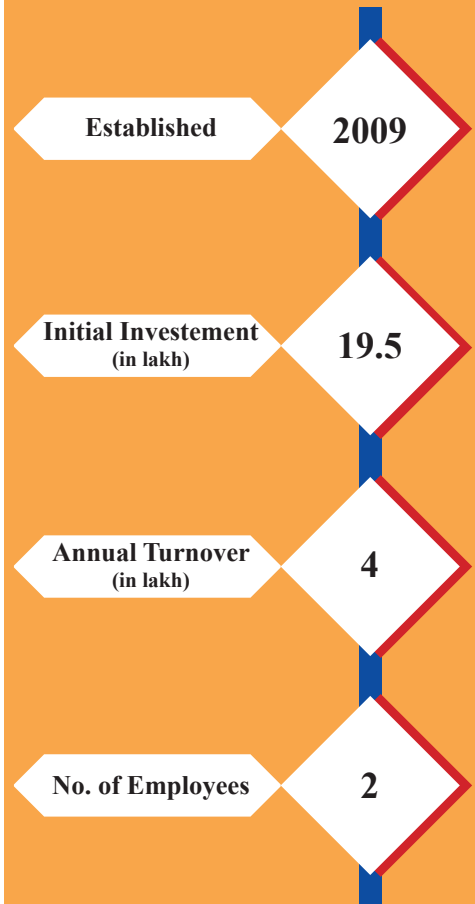 Established
2009
Initial Investement
(in lakh)
19.5
Annual Turnover
(in lakh)
4
No. of Employees
2